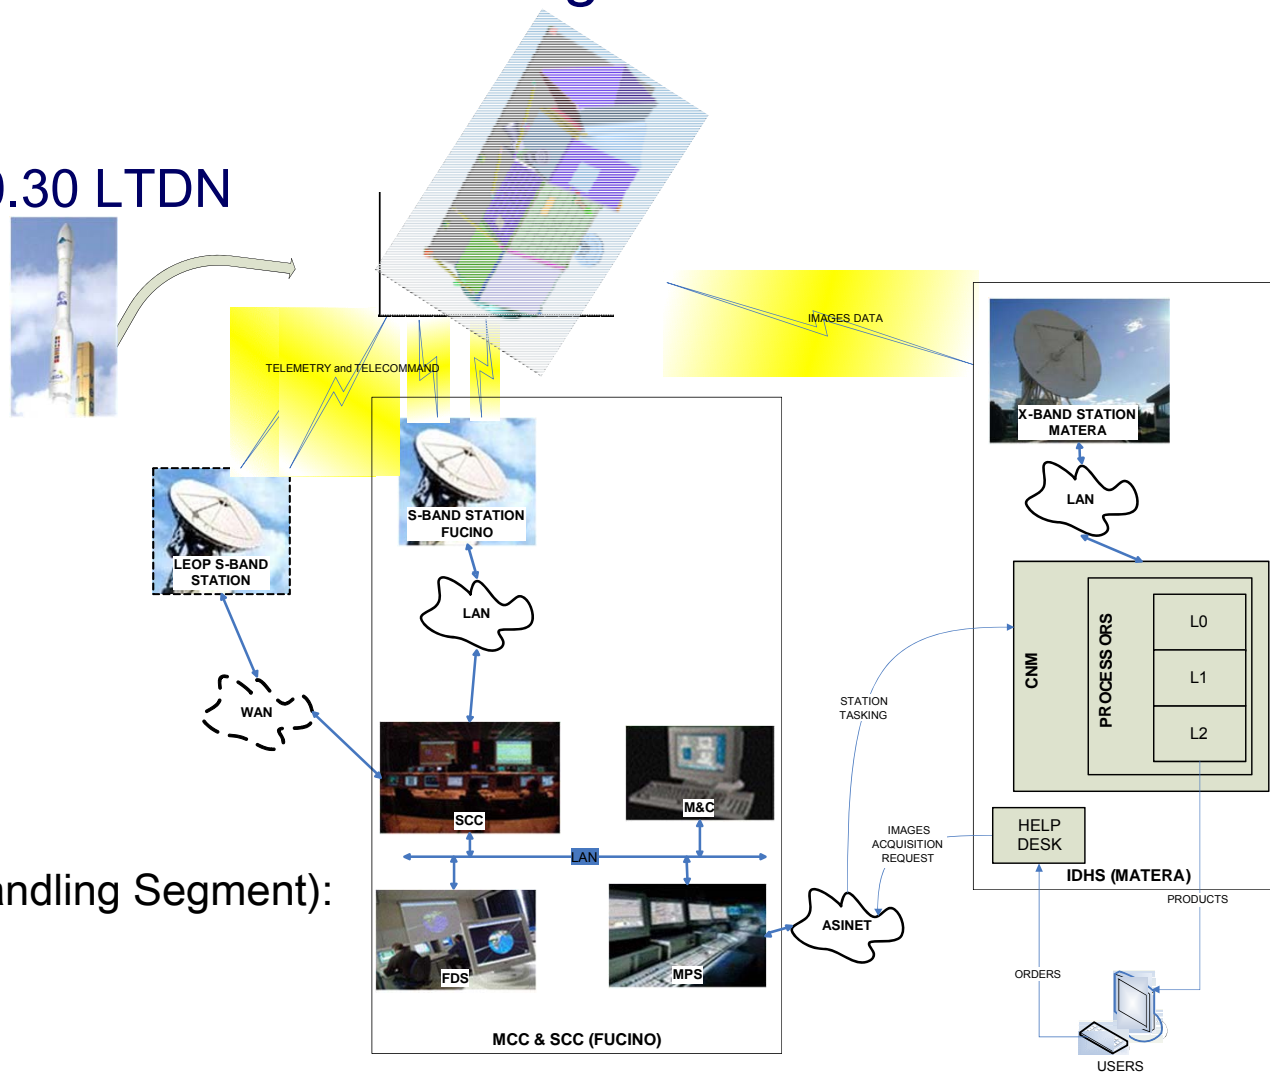 0.30 LTDN
IMAGES DATA
TELEMETRY and TELECOMMAND
X-BAND STATION
MATERA
LAN
S-BAND STATION
FUCINO
LEOP S-BAND
STATION
LAN
WAN
CNM
PROCESSORS
L0
L1
L2
STATION
TASKING
SCC
M&C
LAN
HELP
DESK
IMAGES
ACQUISITION
REQUEST
IDHS (MATERA)
andling Segment):
PRODUCTS
ASINET
FDS
MPS
ORDERS
MCC & SCC (FUCINO)
USERS